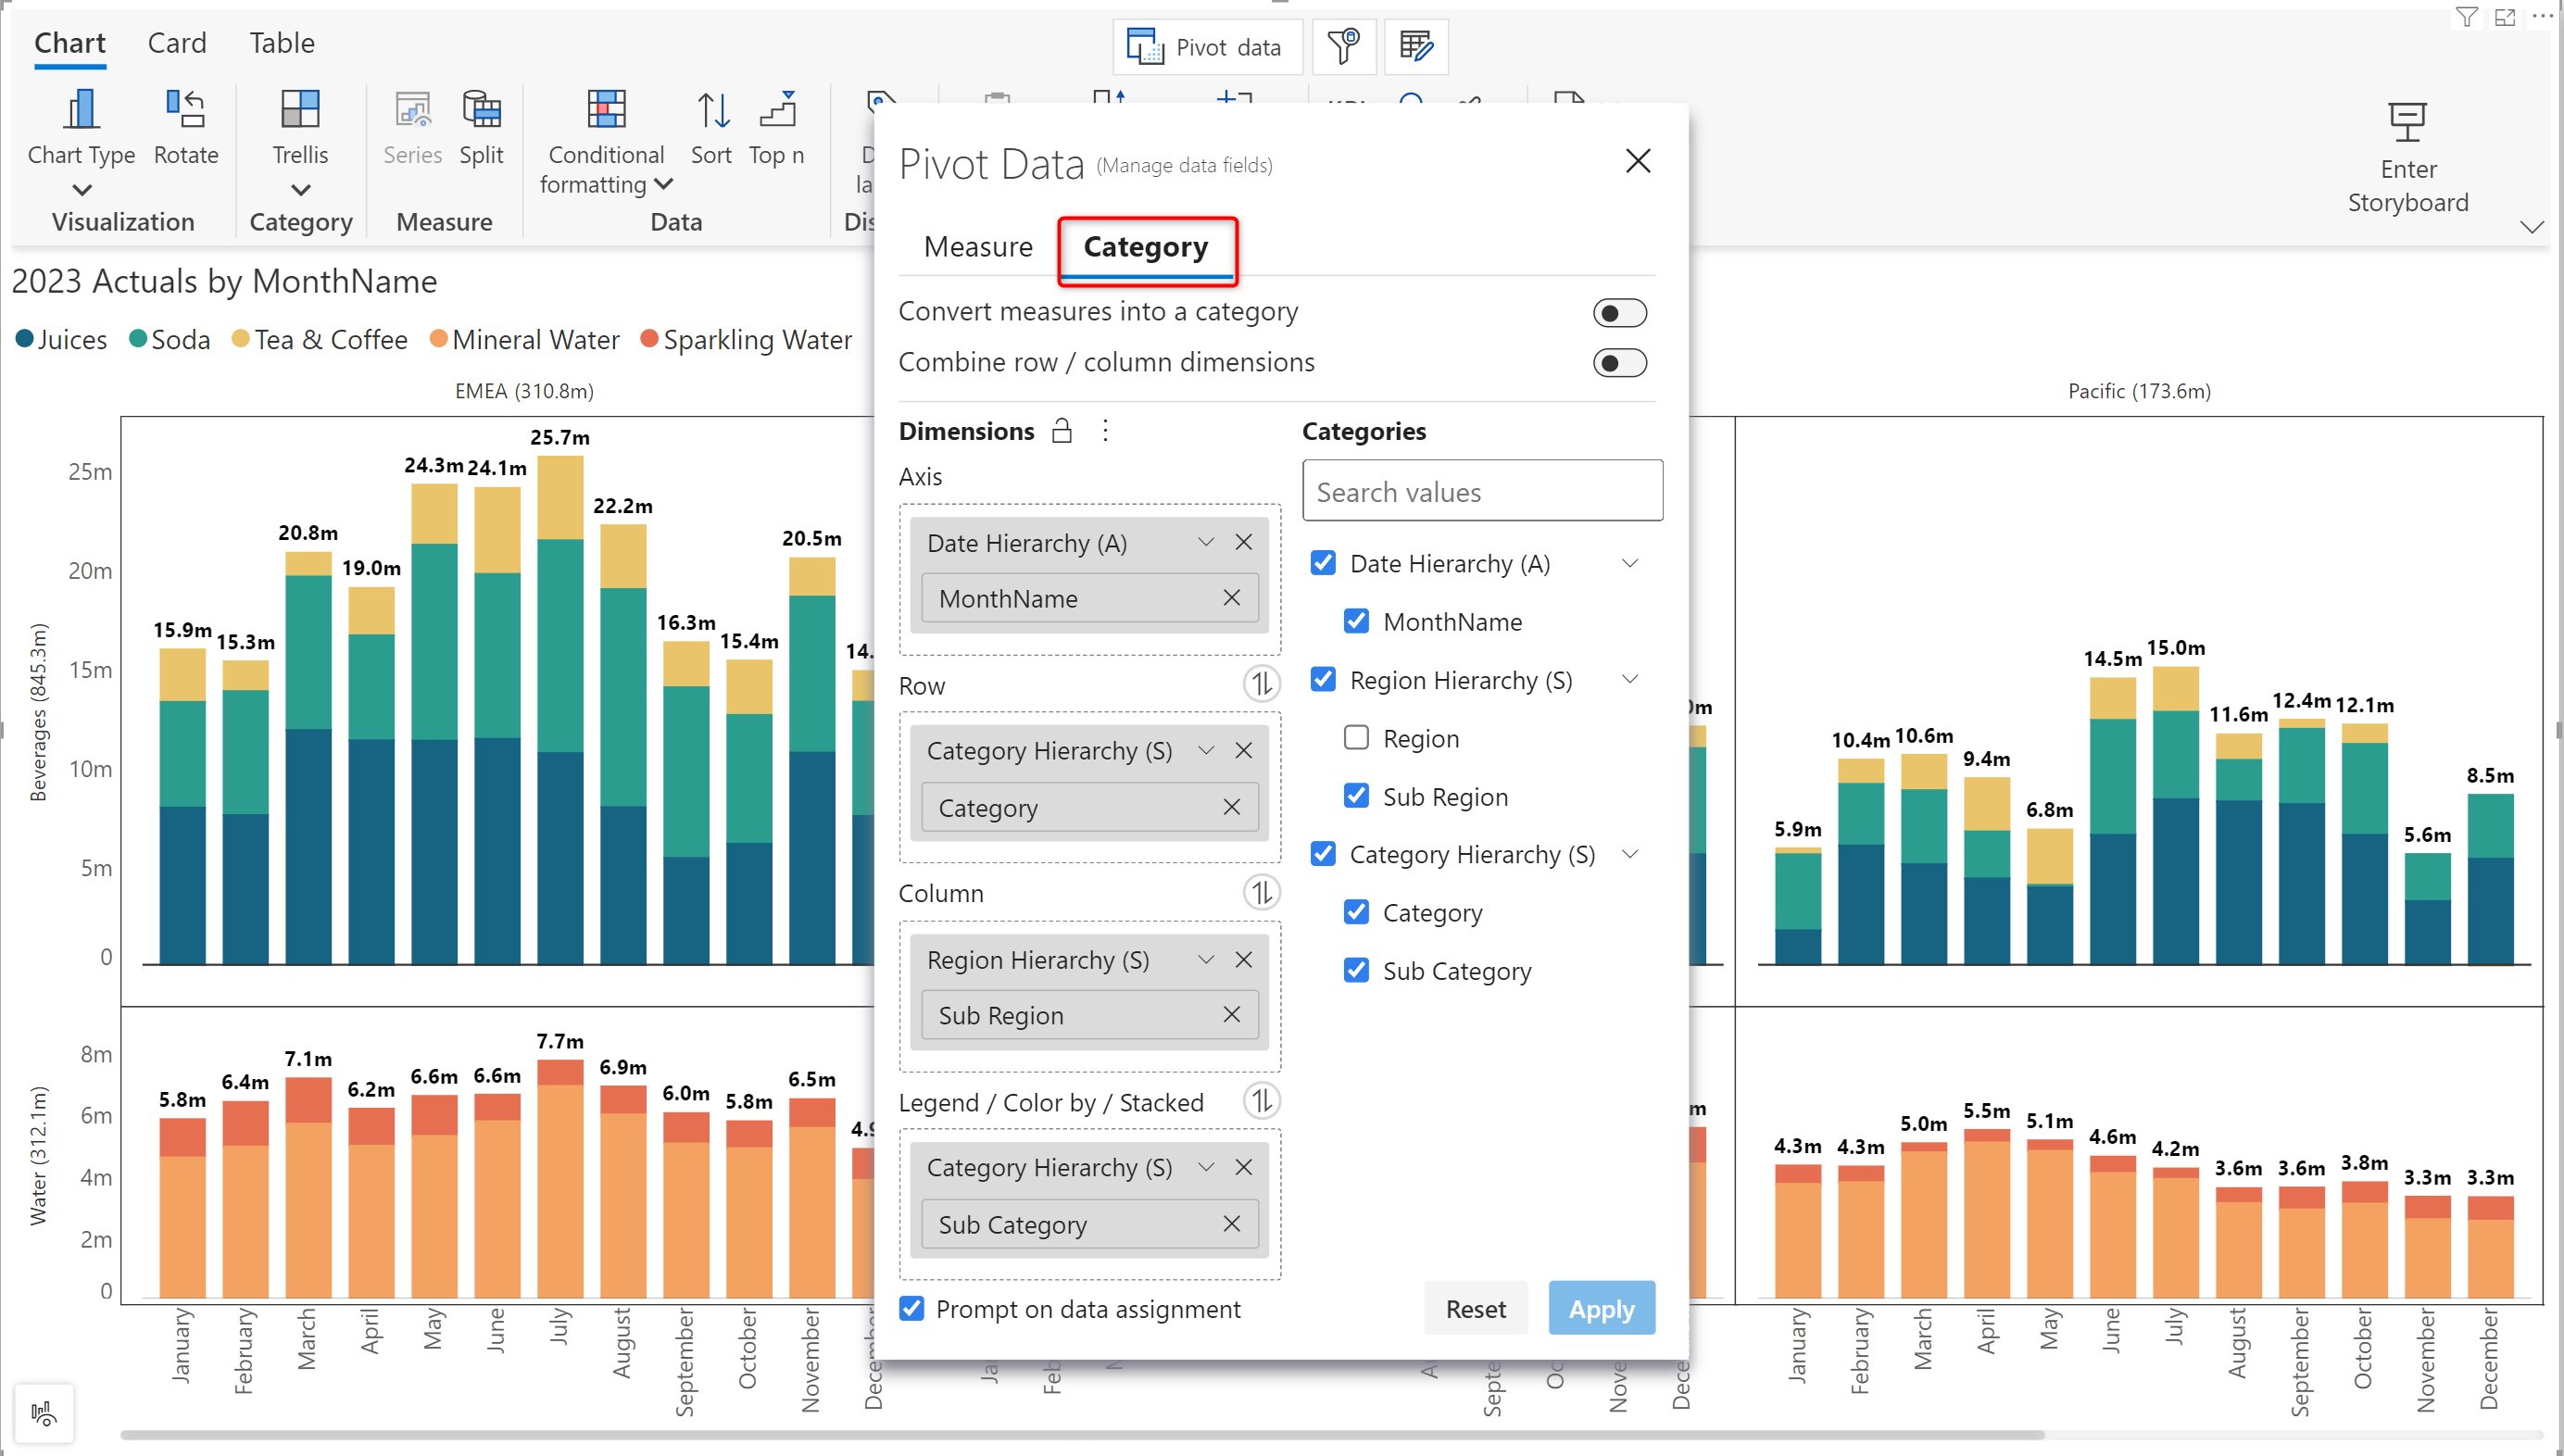 Chart Card Table
Pivot data
Chart Type Rotate Trellis Series Split Conditional formatting Sort Top n
Visualization Category Measure Data
Enter
Storyboard
2023 Actuals by MonthName
Juices Soda Tea & Coffee Mineral Water Sparkling Water
EMEA (310.8m)
Pacific (173.6m)
Beverages (845.3m)
25m
20m
15m
10m
5m
0
15.9m 15.3m 20.8m 19.0m 24.3m 24.1m 25.7m 22.2m 16.3m 15.4m 20.5m
5.9m 10.4m 10.6m 9.4m 6.8m 14.5m 15.0m 11.6m 12.4m 12.1m 5.6m 8.5m
Water (312.1m)
8m
6m
4m
2m
0
5.8m 6.4m 7.1m 6.2m 6.6m 6.6m 7.7m 6.9m 6.0m 5.8m 6.5m
4.3m 4.3m 5.0m 5.5m 5.1m 4.6m 4.2m 3.6m 3.6m 3.8m 3.3m 3.3m
January February March April May June July August September October November
January February March April May June July August September October November December
Pivot Data (Manage data fields)
Measure Category
Convert measures into a category
Combine row / column dimensions
Dimensions
Axis
Date Hierarchy (A)
MonthName
Row
Category Hierarchy (S)
Category
Column
Region Hierarchy (S)
Sub Region
Legend / Color by / Stacked
Category Hierarchy (S)
Sub Category
Prompt on data assignment
Categories
Search values
Date Hierarchy (A)
MonthName
Region Hierarchy (S)
Region
Sub Region
Category Hierarchy (S)
Category
Sub Category
Reset Apply